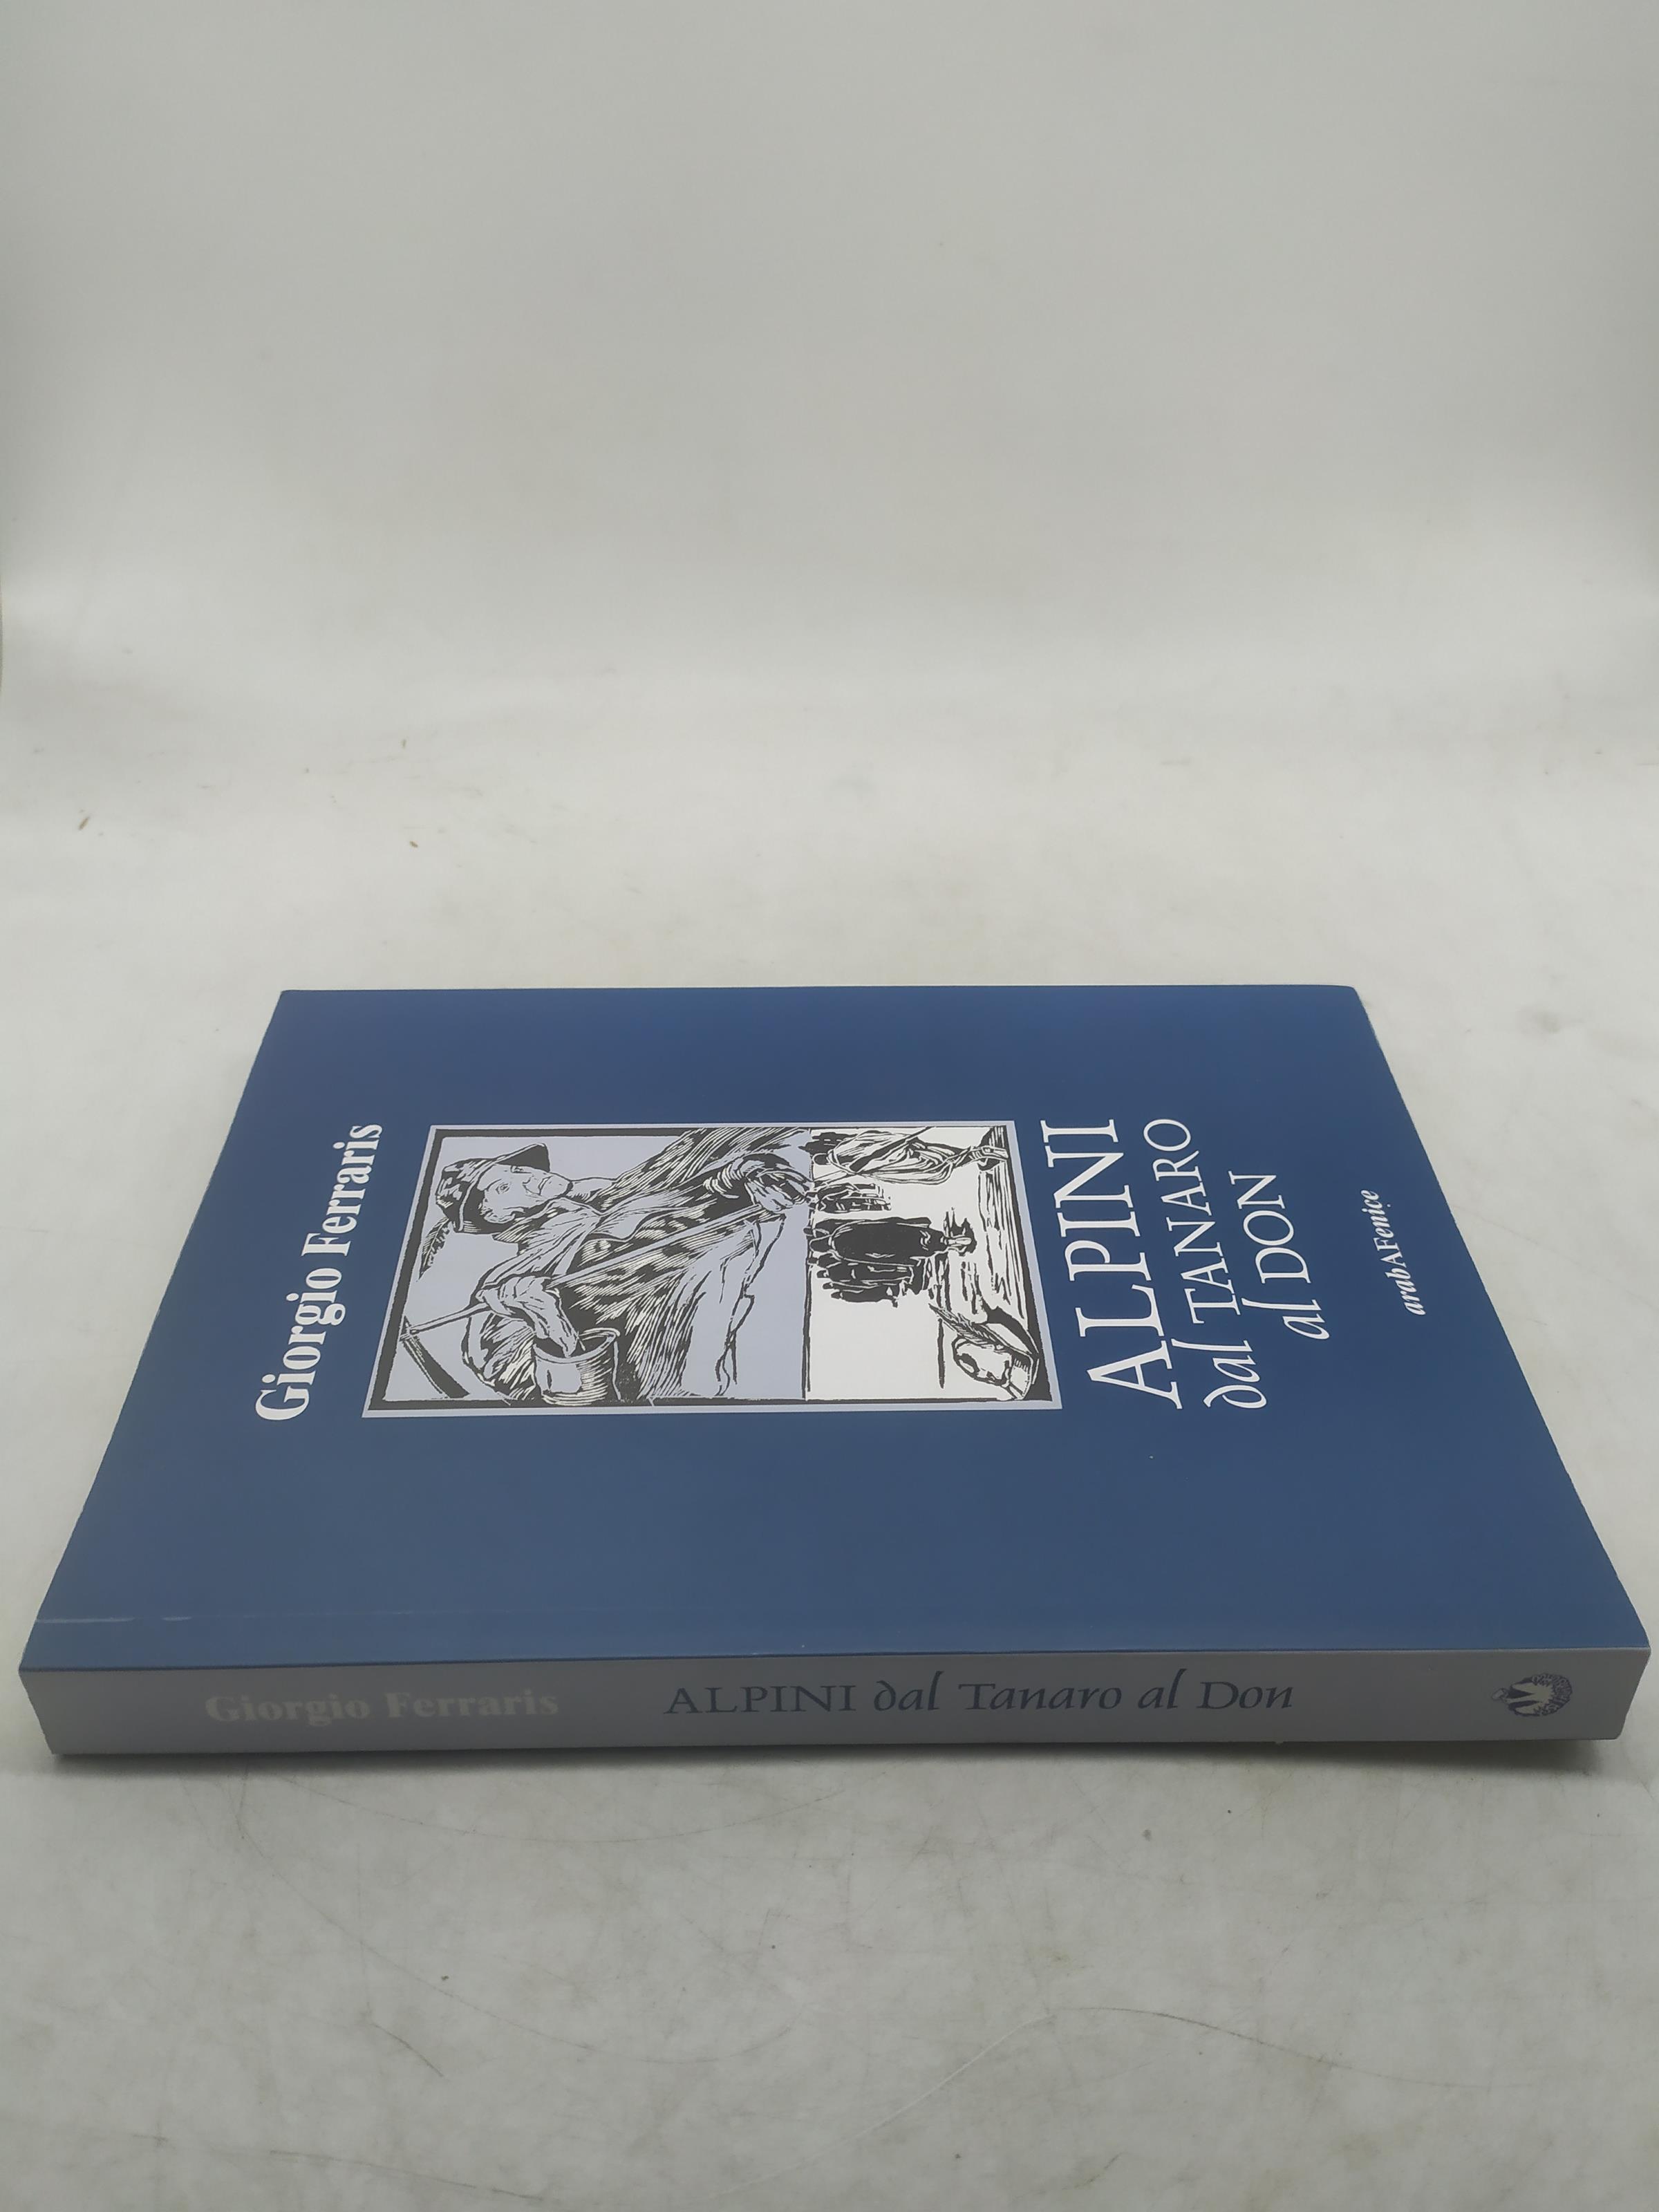 Giorgio Ferraris
ALPINI
dal TANARO
al DON
arabAFenice
Giorgio Ferraris ALPINI dal Tanaro al Don